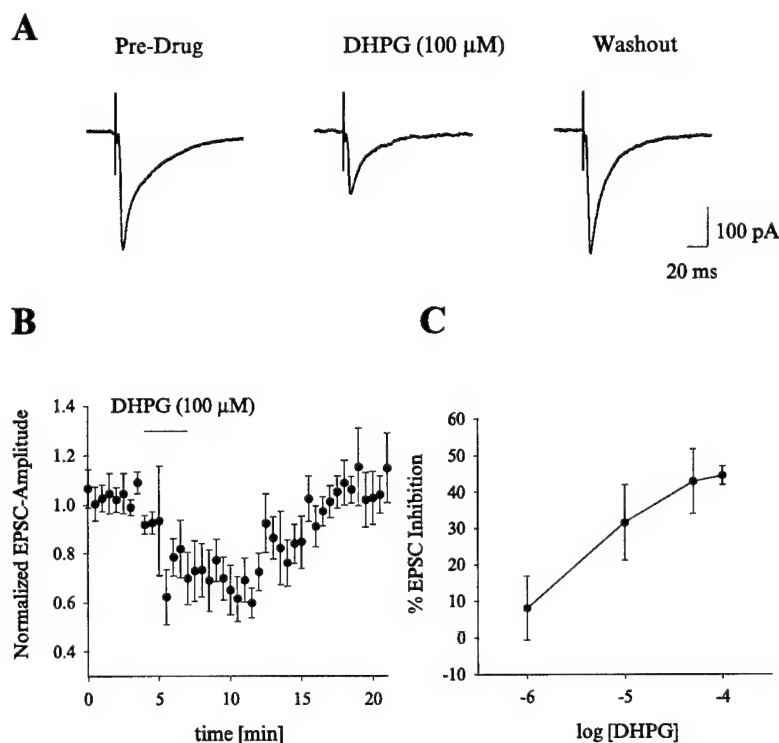 A
Pre-Drug
DHPG (100 µM)
Washout
100 pA
20 ms
B
Normalized EPSC-Amplitude
1.4
1.2
1.0
0.8
0.6
0.4
DHPG (100 µM)
0
5
10
15
20
time [min]
C
% EPSC Inhibition
60
50
40
30
20
10
0
-10
-6
-5
-4
log [DHPG]